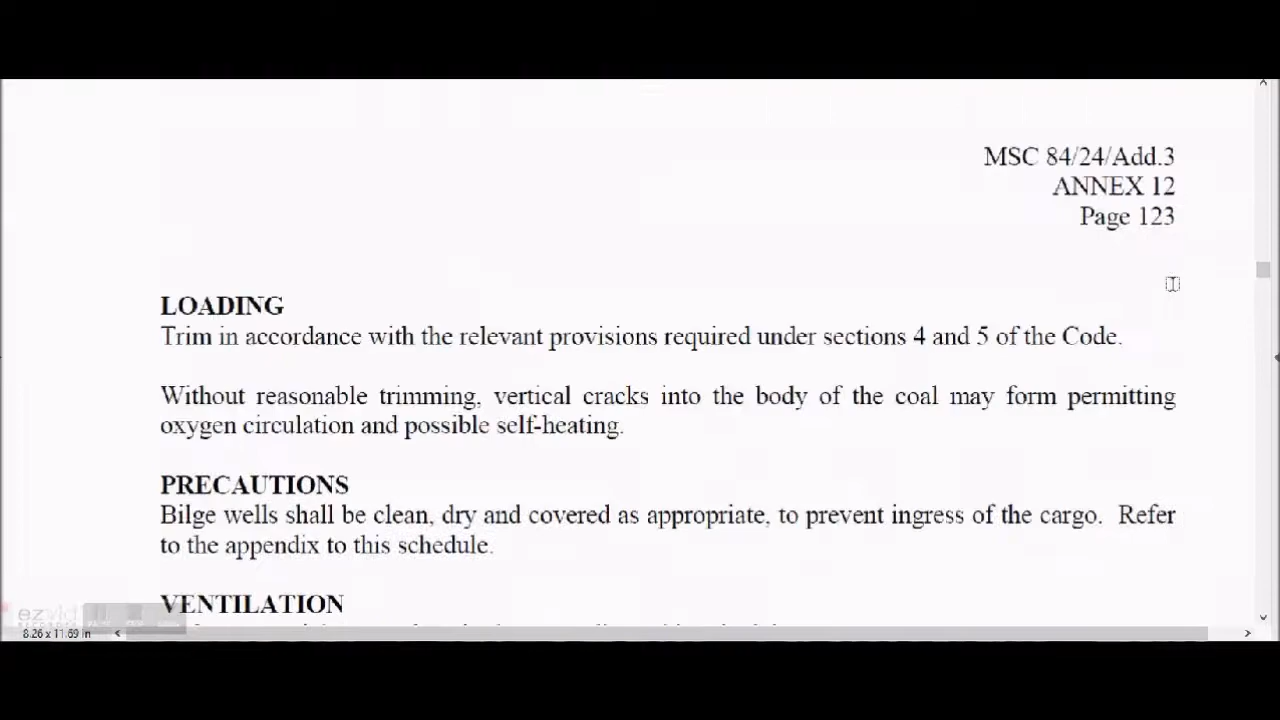 MSC 84/24/Add.3
ANNEX 12
Page 123
LOADING
Trim in accordance with the relevant provisions required under sections 4 and 5 of the Code.
Without reasonable trimming, vertical cracks into the body of the coal may form permitting
oxygen circulation and possible self-heating.
PRECAUTIONS
Bilge wells shall be clean, dry and covered as appropriate, to prevent ingress of the cargo. Refer
to the appendix to this schedule.
VENTILATION
ezvid
8.26 x 11.69 in